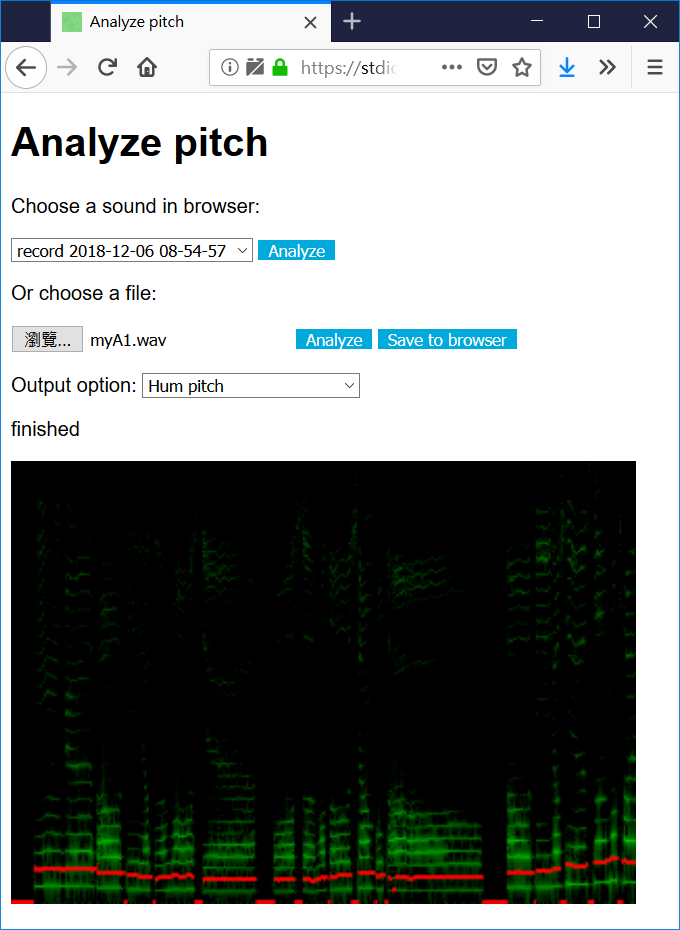 Analyze pitch
https://stdic
Analyze pitch
Choose a sound in browser:
record 2018-12-06 08-54-57 Analyze
Or choose a file:
瀏覽... myA1.wav Analyze Save to browser
Output option: Hum pitch
finished